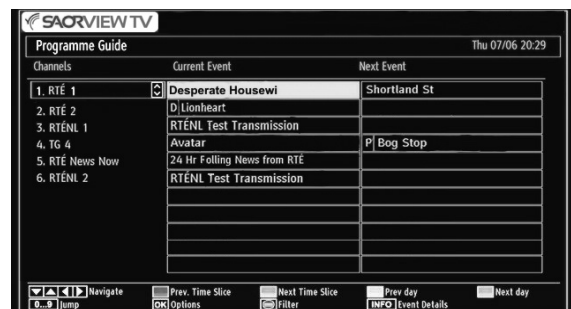 SAORVIEW TV
Programme Guide Thu 07/06 20:29
Channels Current Event Next Event
1. RTÉ 1 Desperate Housewi Shortland St
2. RTÉ 2 D Lionheart
3. RTÉNL 1 RTÉNL Test Transmission
4. TG 4 Avatar P Bog Stop
5. RTÉ News Now 24 Hr Folling News from RTÉ
6. RTÉNL 2 RTÉNL Test Transmission
Navigate Prev. Time Slice Next Time Slice Prev day Next day
0...9 Jump OK Options Filter INFO Event Details